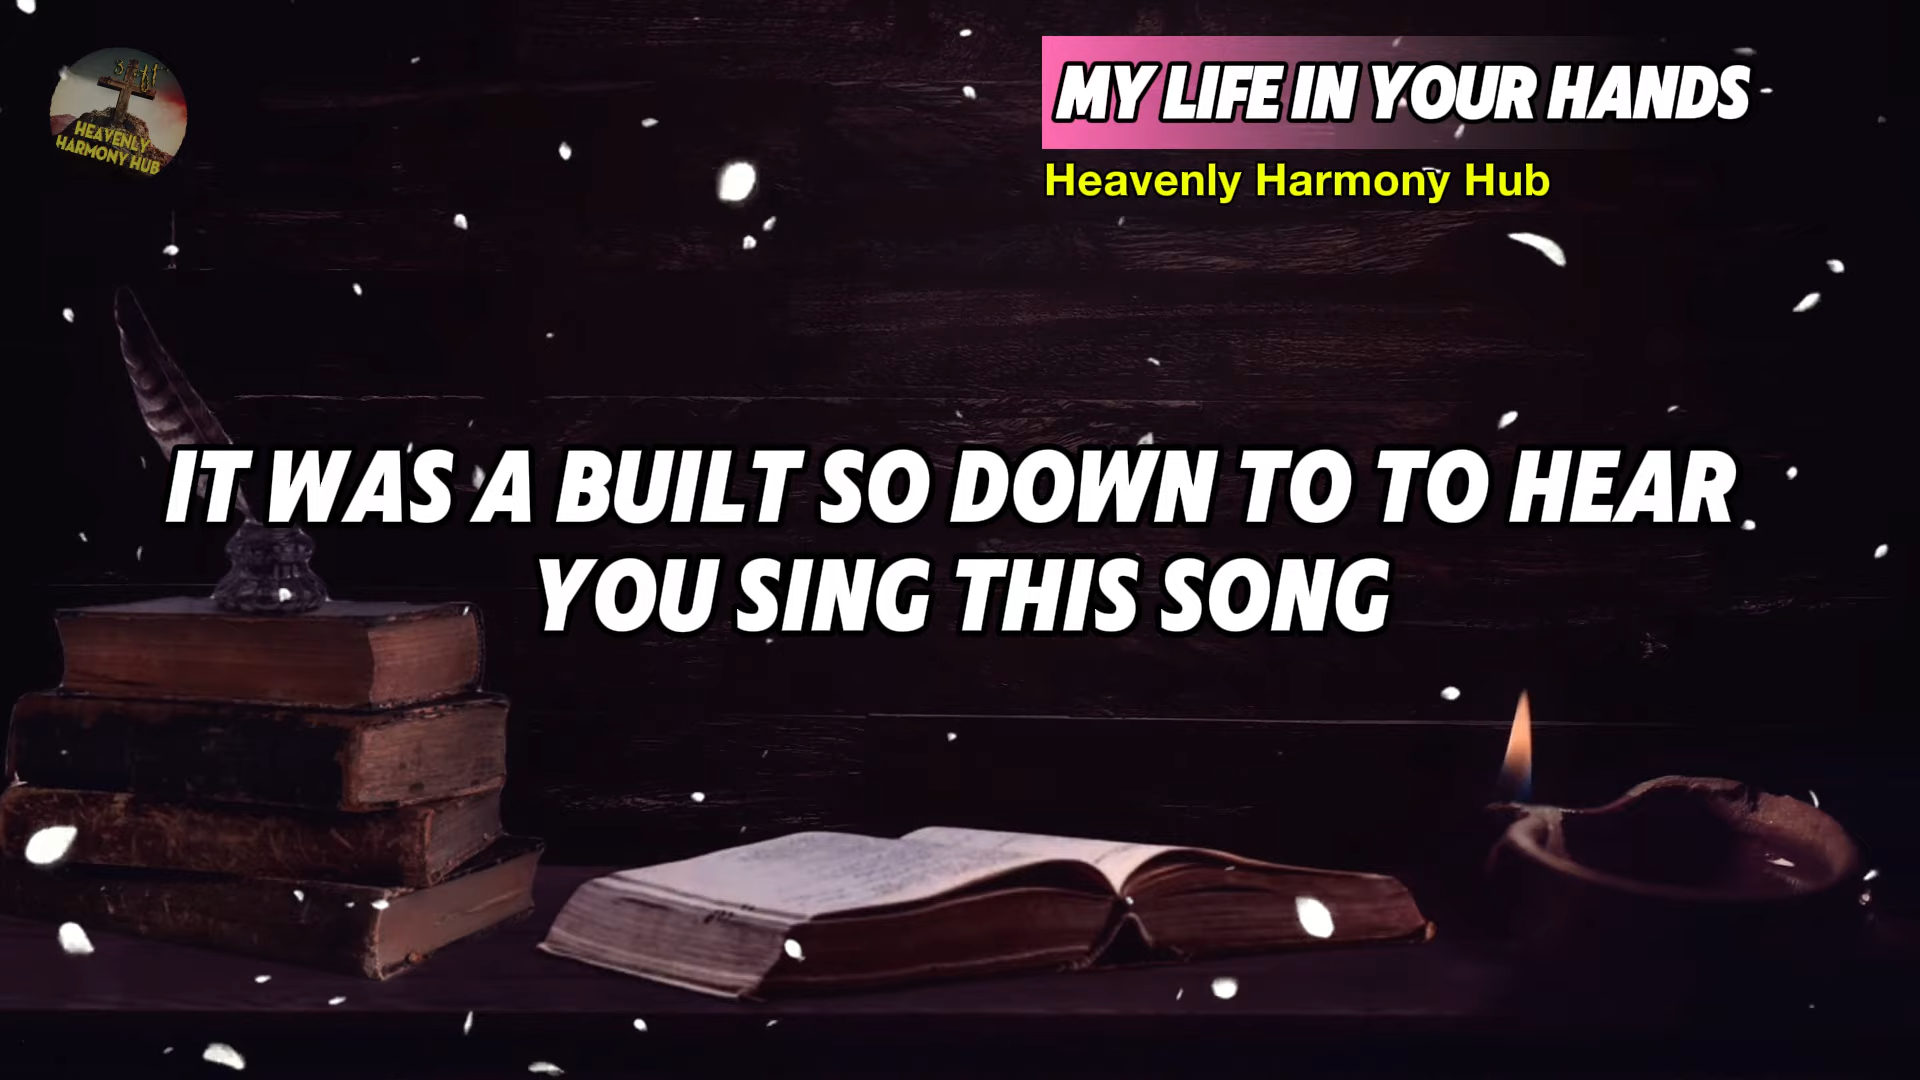 HEAVENLY
HARMONY HUB
MY LIFE IN YOUR HANDS
Heavenly Harmony Hub
IT WAS A BUILT SO DOWN TO TO HEAR
YOU SING THIS SONG